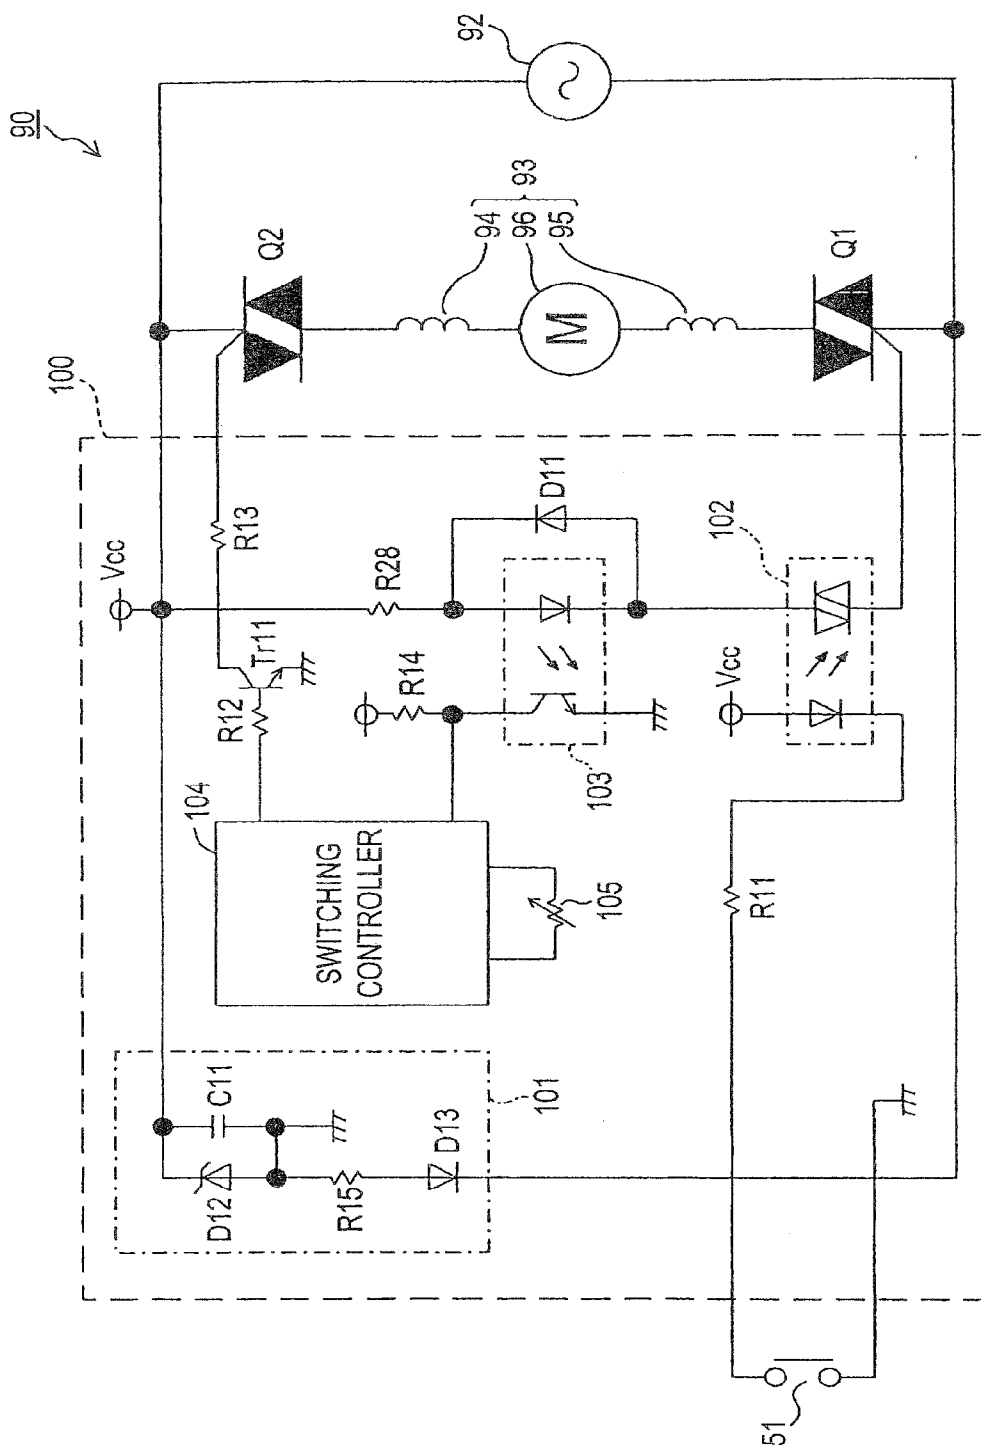 90
92
93
94
96
95
Q2
M
Q1
100
Vcc
R13
R28
D11
102
Tr11
R12
R14
Vcc
103
104
SWITCHING
CONTROLLER
105
R11
C11
D12
R15
D13
101
51